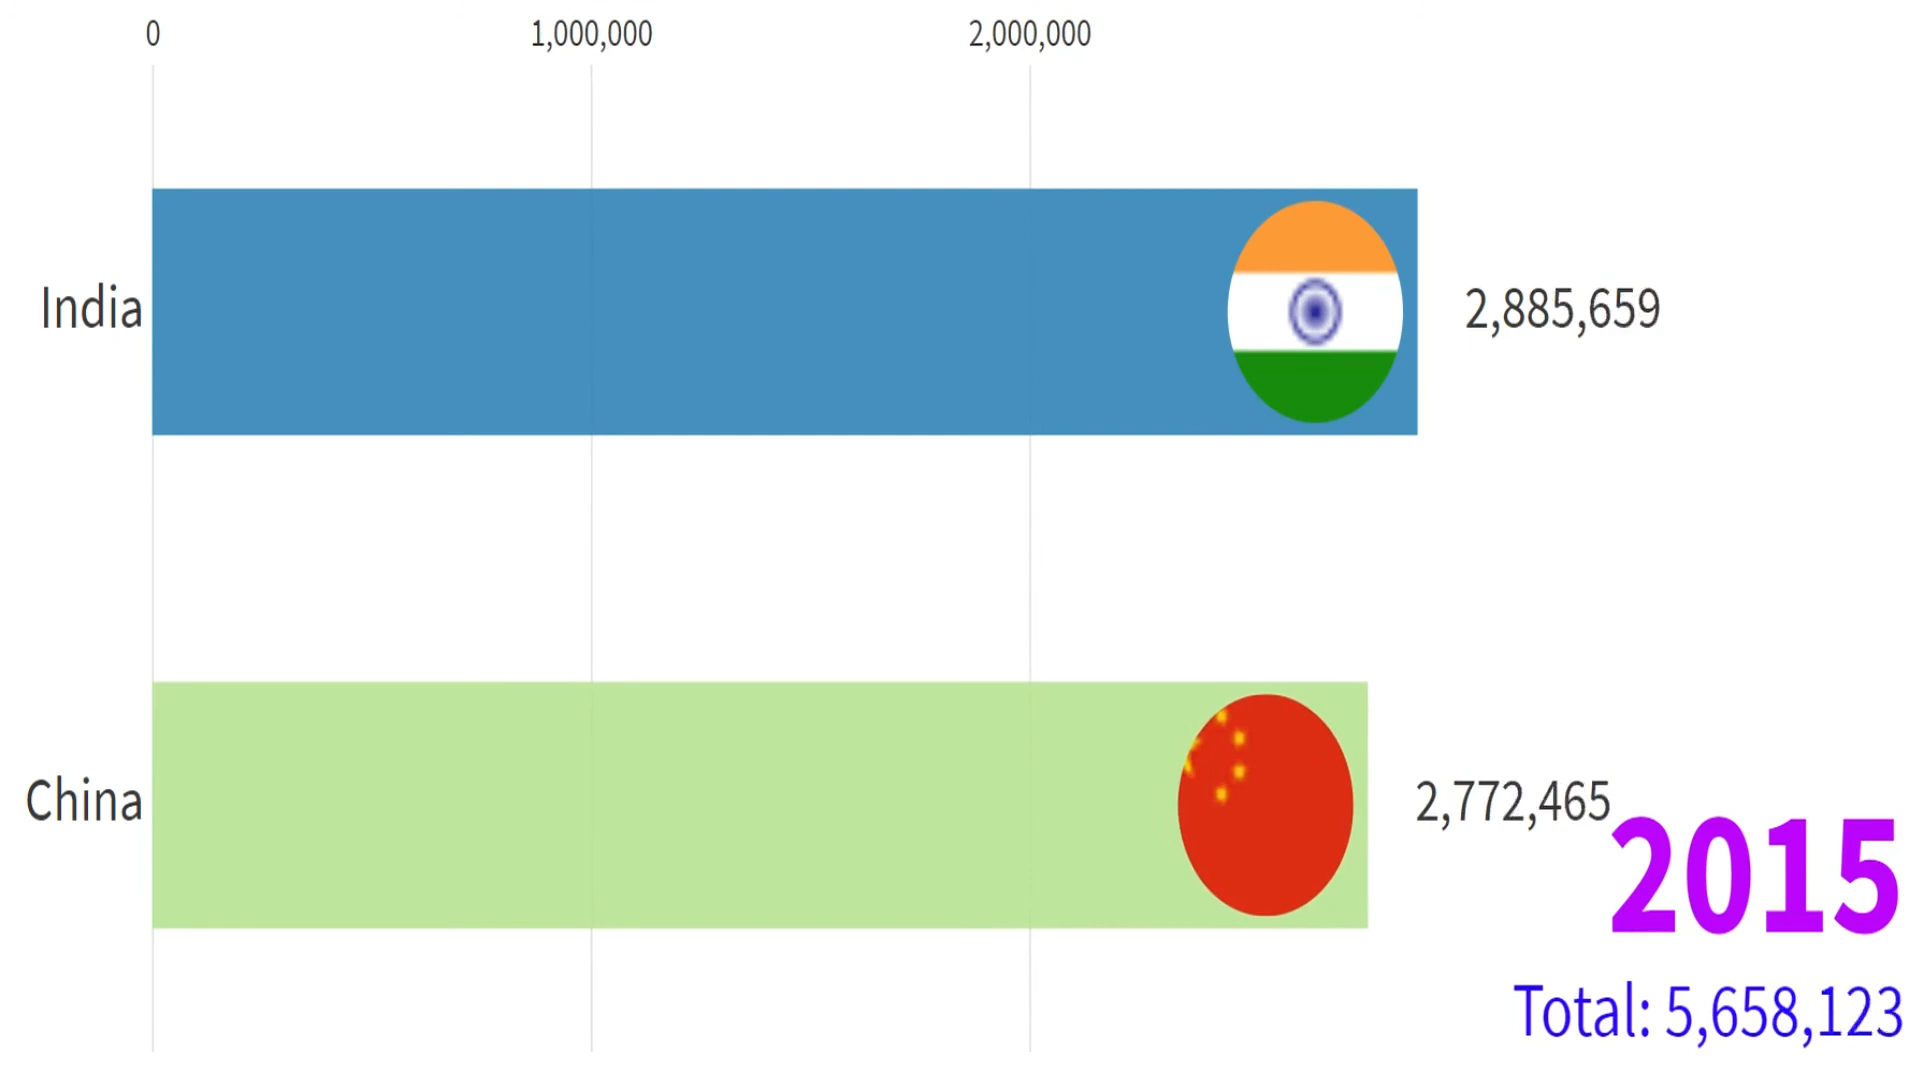 0 1,000,000 2,000,000
India 2,885,659
China 2,772,465
2015
Total: 5,658,123